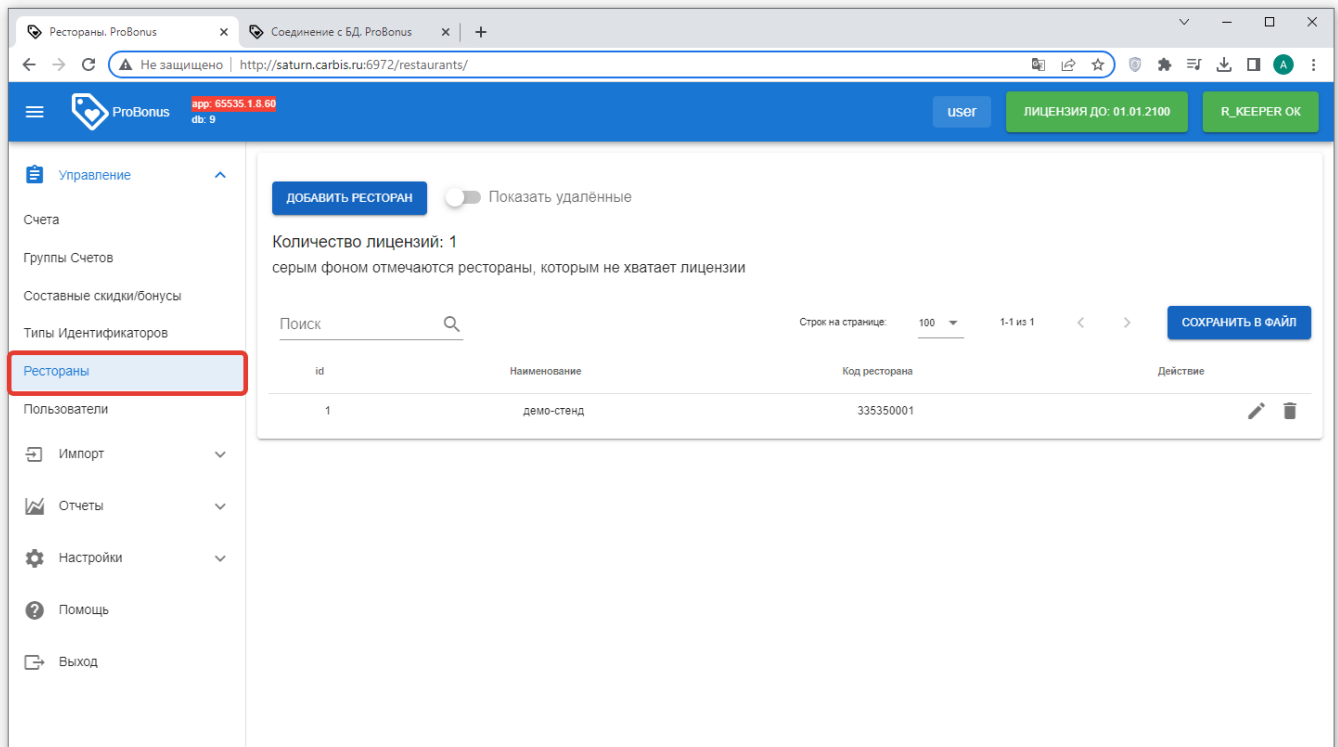 Рестораны. ProBonus
Соединение с БД. ProBonus
Не защищено
http://saturn.carbis.ru:6972/restaurants/
A
ProBonus
app: 65535.1.8.60
db: 9
user
ЛИЦЕНЗИЯ ДО: 01.01.2100
R_KEEPER OK
Управление
Счета
Группы Счетов
Составные скидки/бонусы
Типы Идентификаторов
Рестораны
Пользователи
Импорт
Отчеты
Настройки
Помощь
Выход
ДОБАВИТЬ РЕСТОРАН
Показать удалённые
Количество лицензий: 1
серым фоном отмечаются рестораны, которым не хватает лицензии
Поиск
Строк на странице:
100
1-1 из 1
СОХРАНИТЬ В ФАЙЛ
id Наименование Код ресторана Действие
1 демо-стенд 335350001